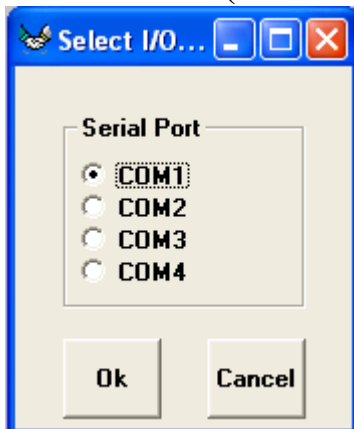 Select I/O...
Serial Port
COM1
COM2
COM3
COM4
Ok Cancel